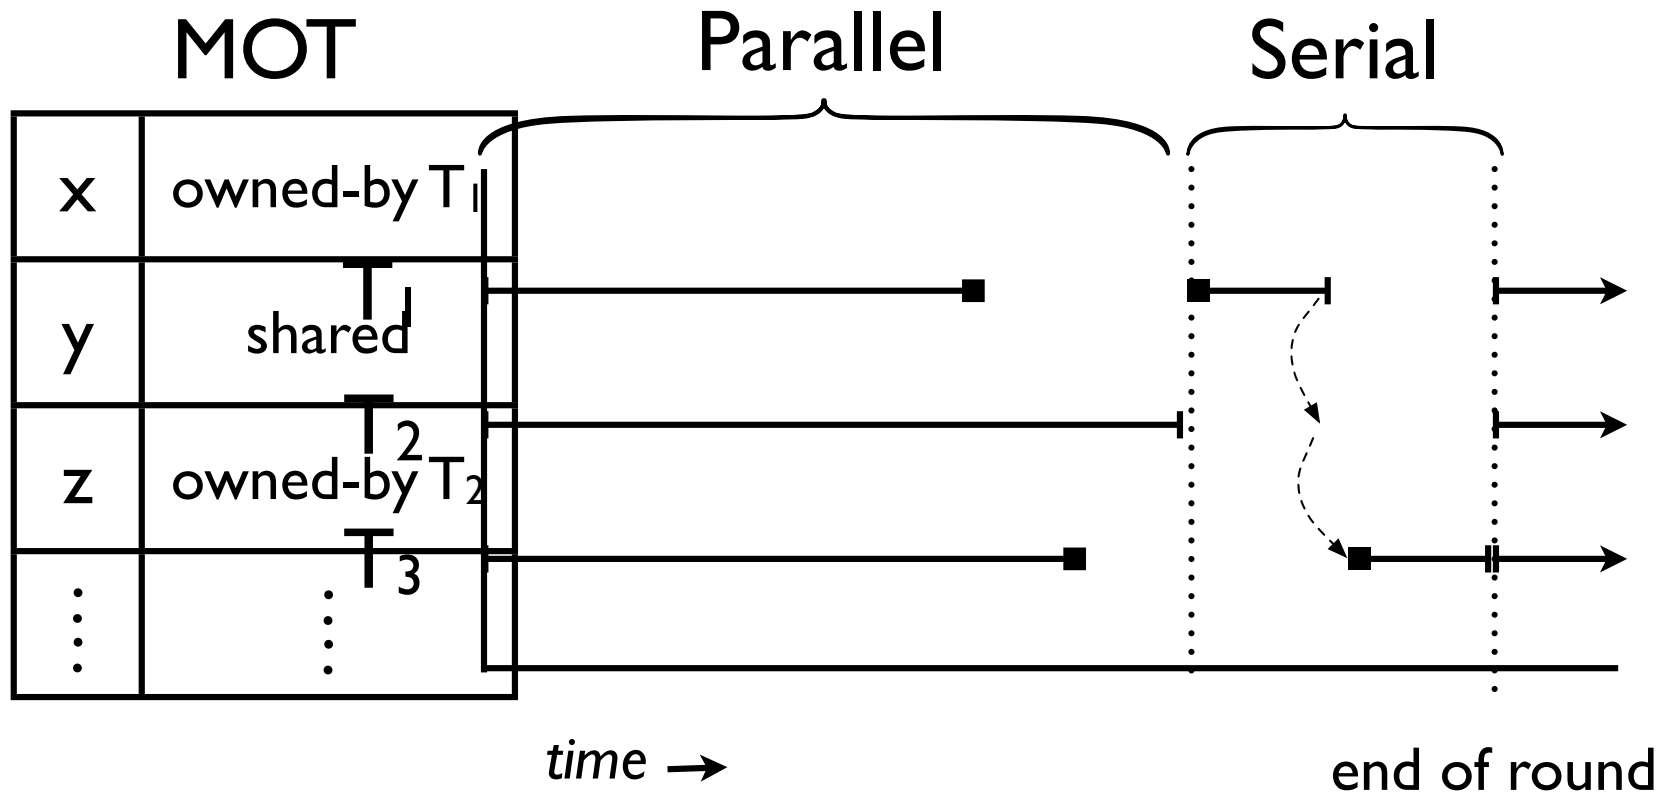 MOT Parallel Serial
x owned-by T1
T1
y shared
T2
z owned-by T2
T3
time
end of round